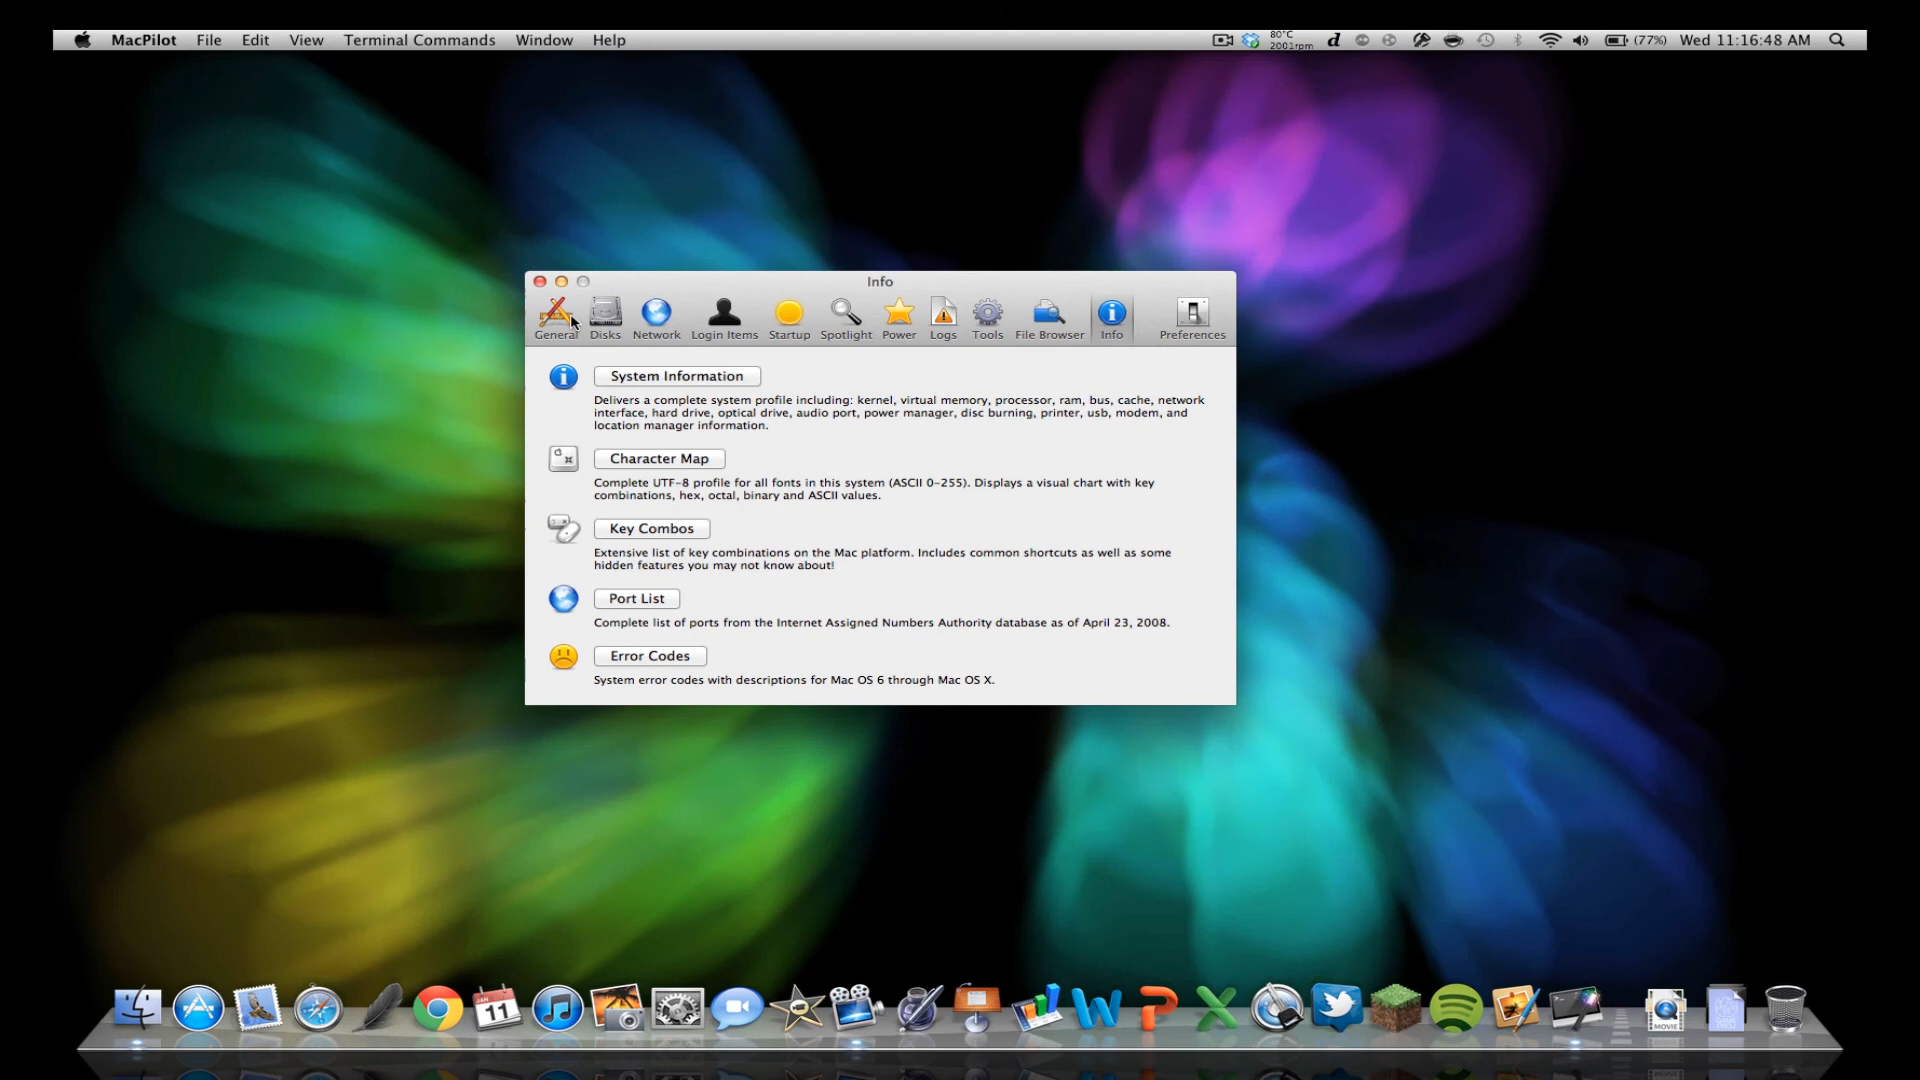 MacPilot File Edit View Terminal Commands Window Help
80°C
2001rpm
d
(77%) Wed 11:16:48 AM
Info
General Disks Network Login Items Startup Spotlight Power Logs Tools File Browser Info Preferences
System Information
Delivers a complete system profile including: kernel, virtual memory, processor, ram, bus, cache, network
interface, hard drive, optical drive, audio port, power manager, disc burning, printer, usb, modem, and
location manager information.
Character Map
Complete UTF-8 profile for all fonts in this system (ASCII 0-255). Displays a visual chart with key
combinations, hex, octal, binary and ASCII values.
Key Combos
Extensive list of key combinations on the Mac platform. Includes common shortcuts as well as some
hidden features you may not know about!
Port List
Complete list of ports from the Internet Assigned Numbers Authority database as of April 23, 2008.
Error Codes
System error codes with descriptions for Mac OS 6 through Mac OS X.
JAN
11
W P X
MOVIE